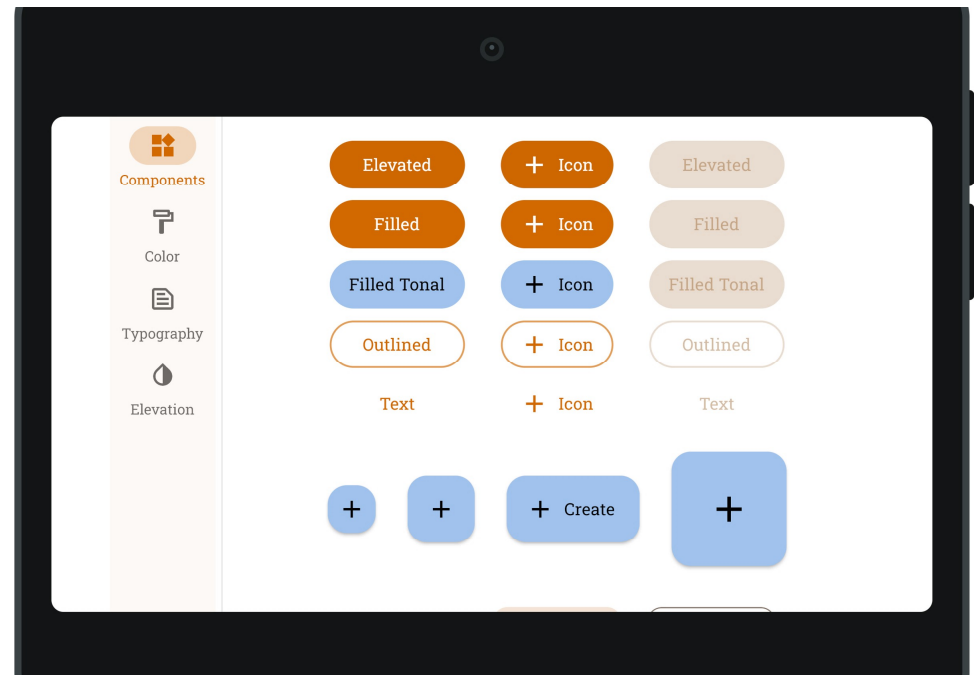 Components
Color
Typography
Elevation
Elevated
Icon
Elevated
Filled
Icon
Filled
Filled Tonal
Icon
Filled Tonal
Outlined
Icon
Outlined
Text
Icon
Text
Create